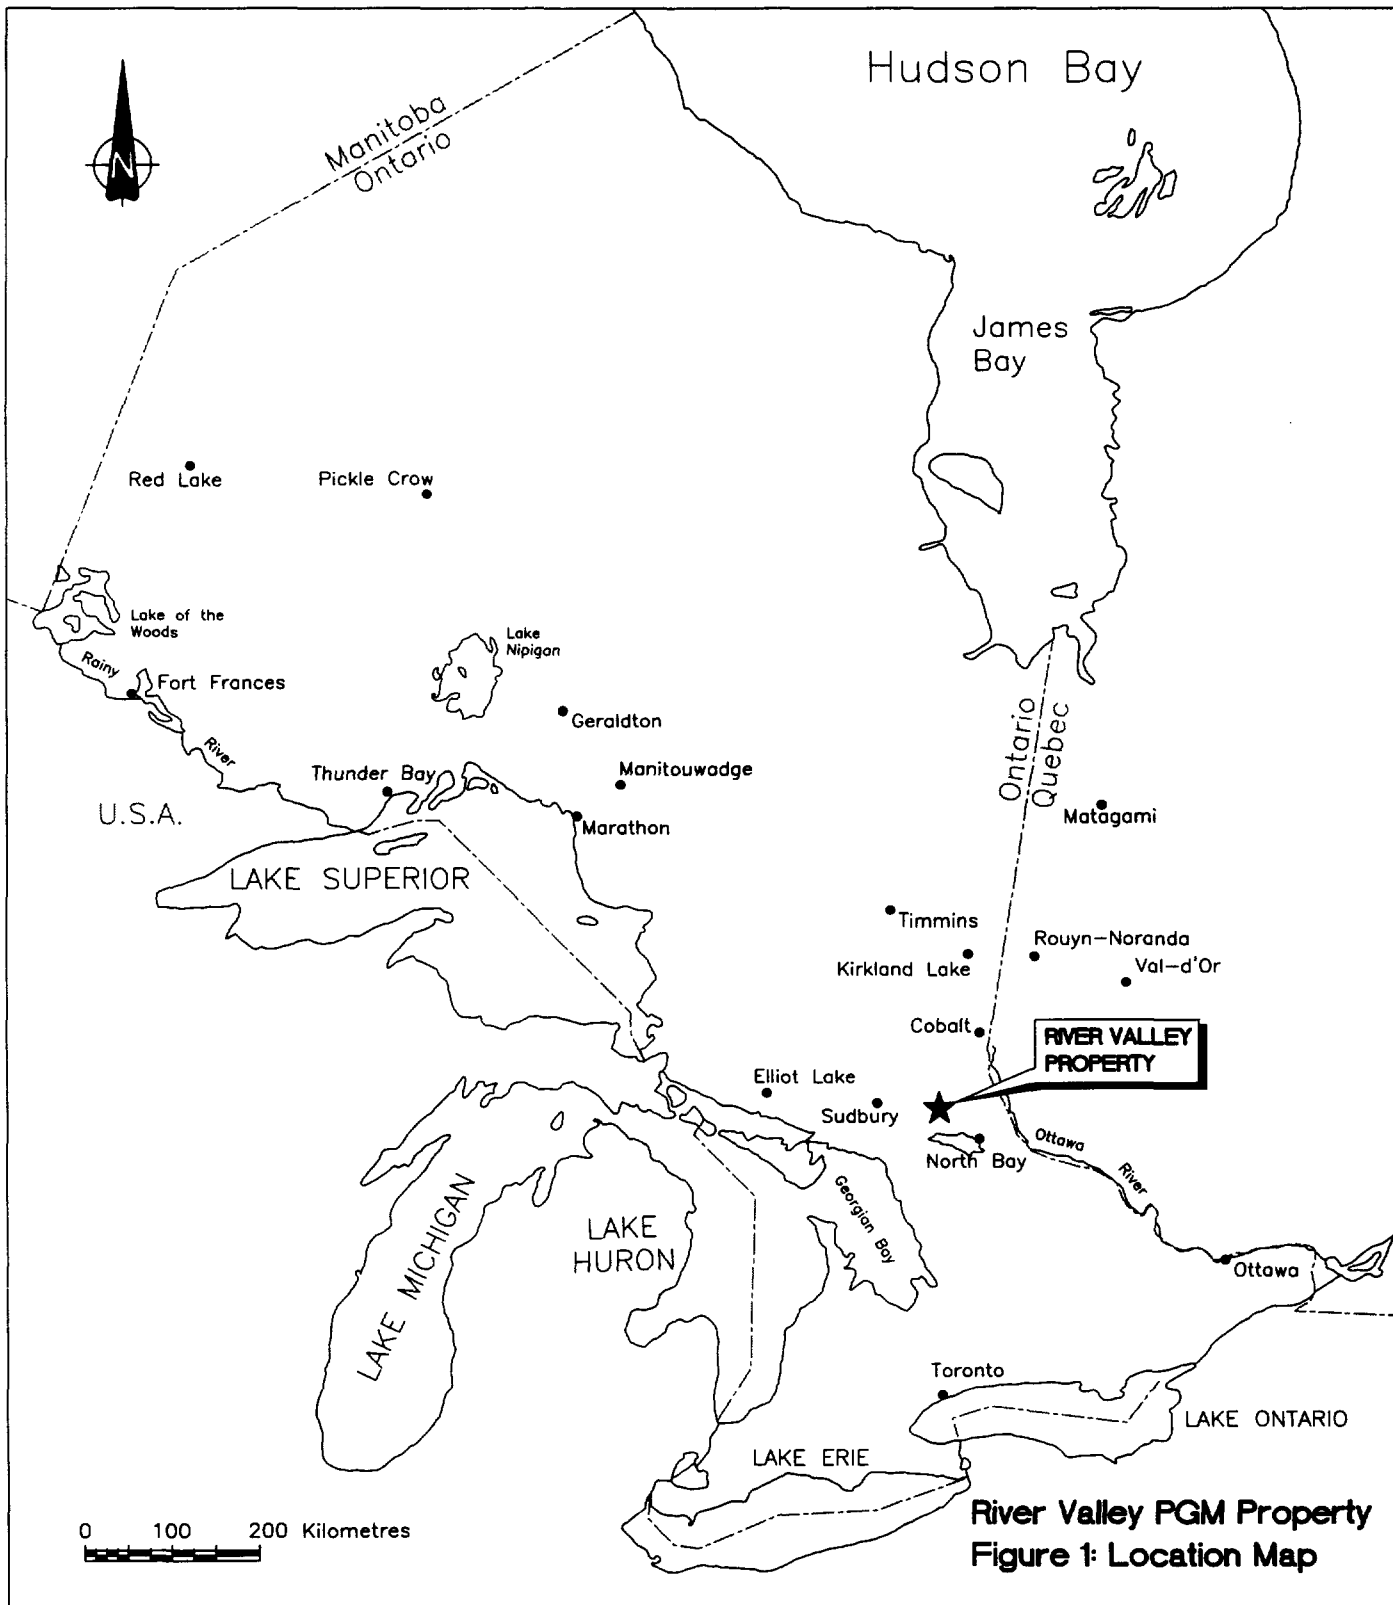 Hudson Bay
Manitoba
Ontario
N
James
Bay
Red Lake
Pickle Crow
Lake of the
Woods
Lake
Nipigan
Rainy
Fort Frances
River
Geraldton
Ontario
Quebec
Thunder Bay
Manitouwadge
U.S.A.
Marathon
Matagami
LAKE SUPERIOR
Timmins
Rouyn-Noranda
Kirkland Lake
Val-d'Or
Cobalt
RIVER VALLEY
PROPERTY
Elliot Lake
Sudbury
Ottawa
River
North Bay
Georgian Bay
LAKE MICHIGAN
LAKE
HURON
Ottawa
Toronto
LAKE ONTARIO
LAKE ERIE
0 100 200 Kilometres
River Valley PGM Property
Figure 1: Location Map